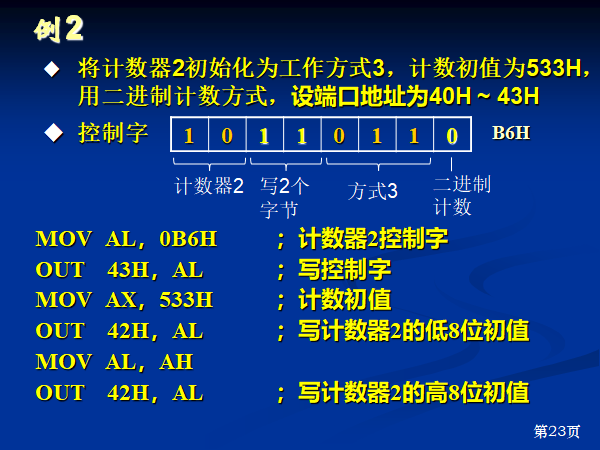 例2
将计数器2初始化为工作方式3，计数初值为533H，
用二进制计数方式，设端口地址为40H ~ 43H
控制字 1 0 1 1 0 1 1 0 B6H
计数器2 写2个字节 方式3 二进制计数
MOV AL，0B6H ；计数器2控制字
OUT 43H，AL ；写控制字
MOV AX，533H ；计数初值
OUT 42H，AL ；写计数器2的低8位初值
MOV AL，AH
OUT 42H，AL ；写计数器2的高8位初值
第23页